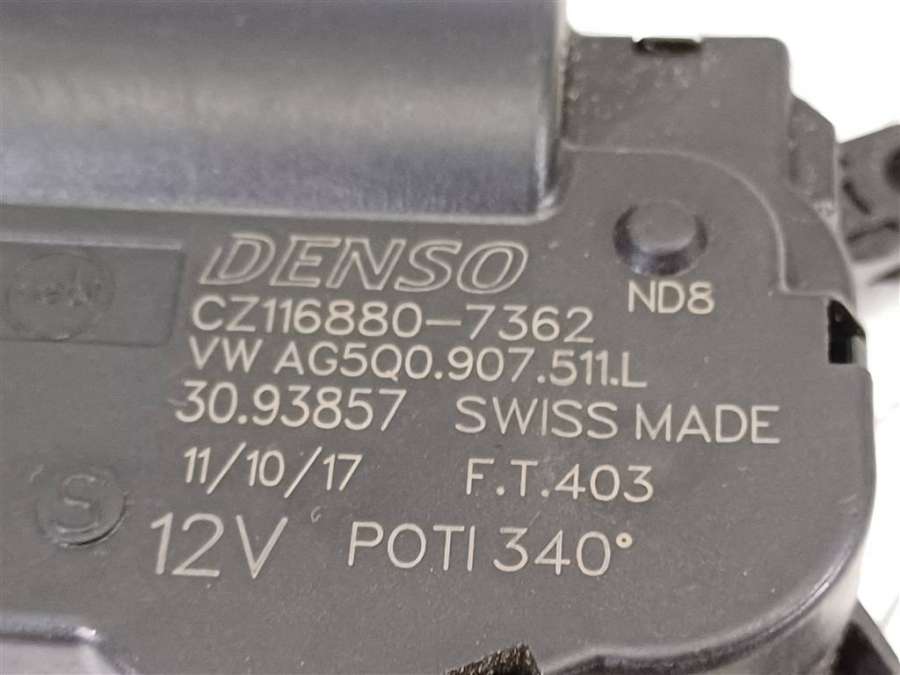 DENSO
ND8
CZ116880-7362
VW AG5Q0.907.511.L
30.93857 SWISS MADE
11/10/17 F.T.403
12V POTI 340°
S